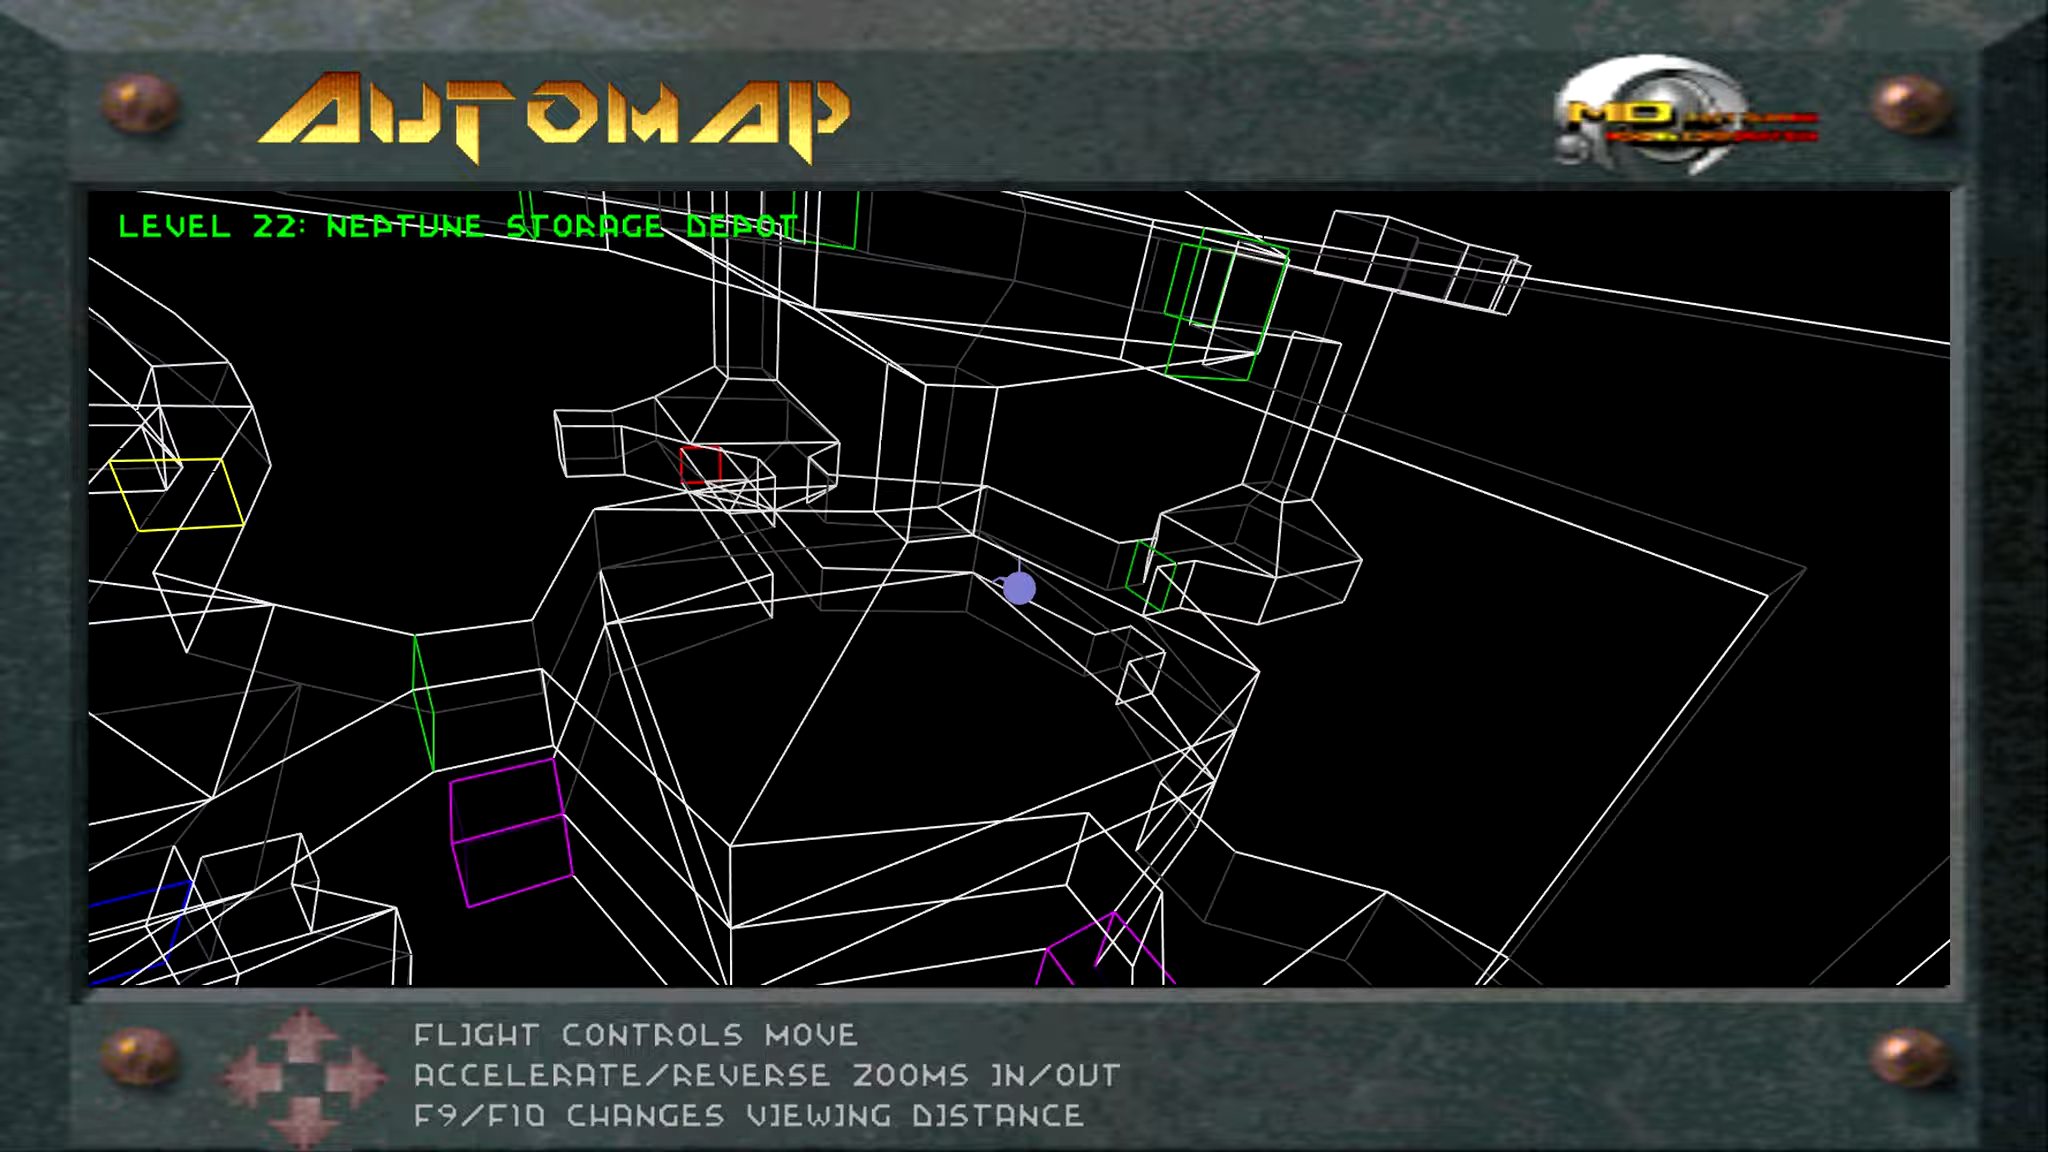 AUTOMAP
MD
LEVEL 22: NEPTUNE STORAGE DEPOT
FLIGHT CONTROLS MOVE
ACCELERATE/REVERSE ZOOMS IN/OUT
F9/F10 CHANGES VIEWING DISTANCE